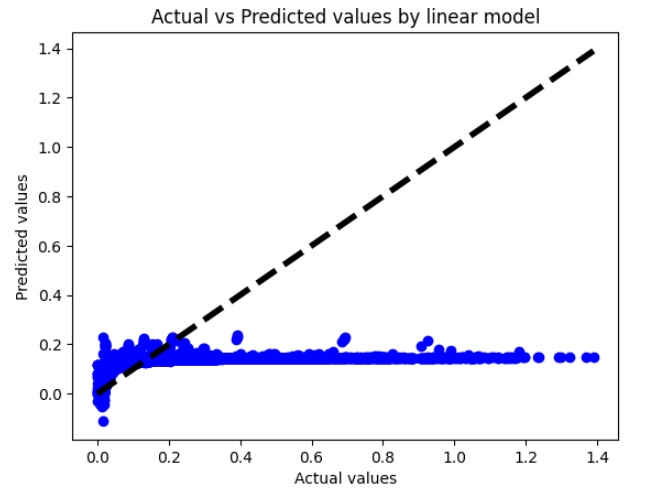 Actual vs Predicted values by linear model
Predicted values
1.4
1.2
1.0
0.8
0.6
0.4
0.2
0.0
0.0 0.2 0.4 0.6 0.8 1.0 1.2 1.4
Actual values